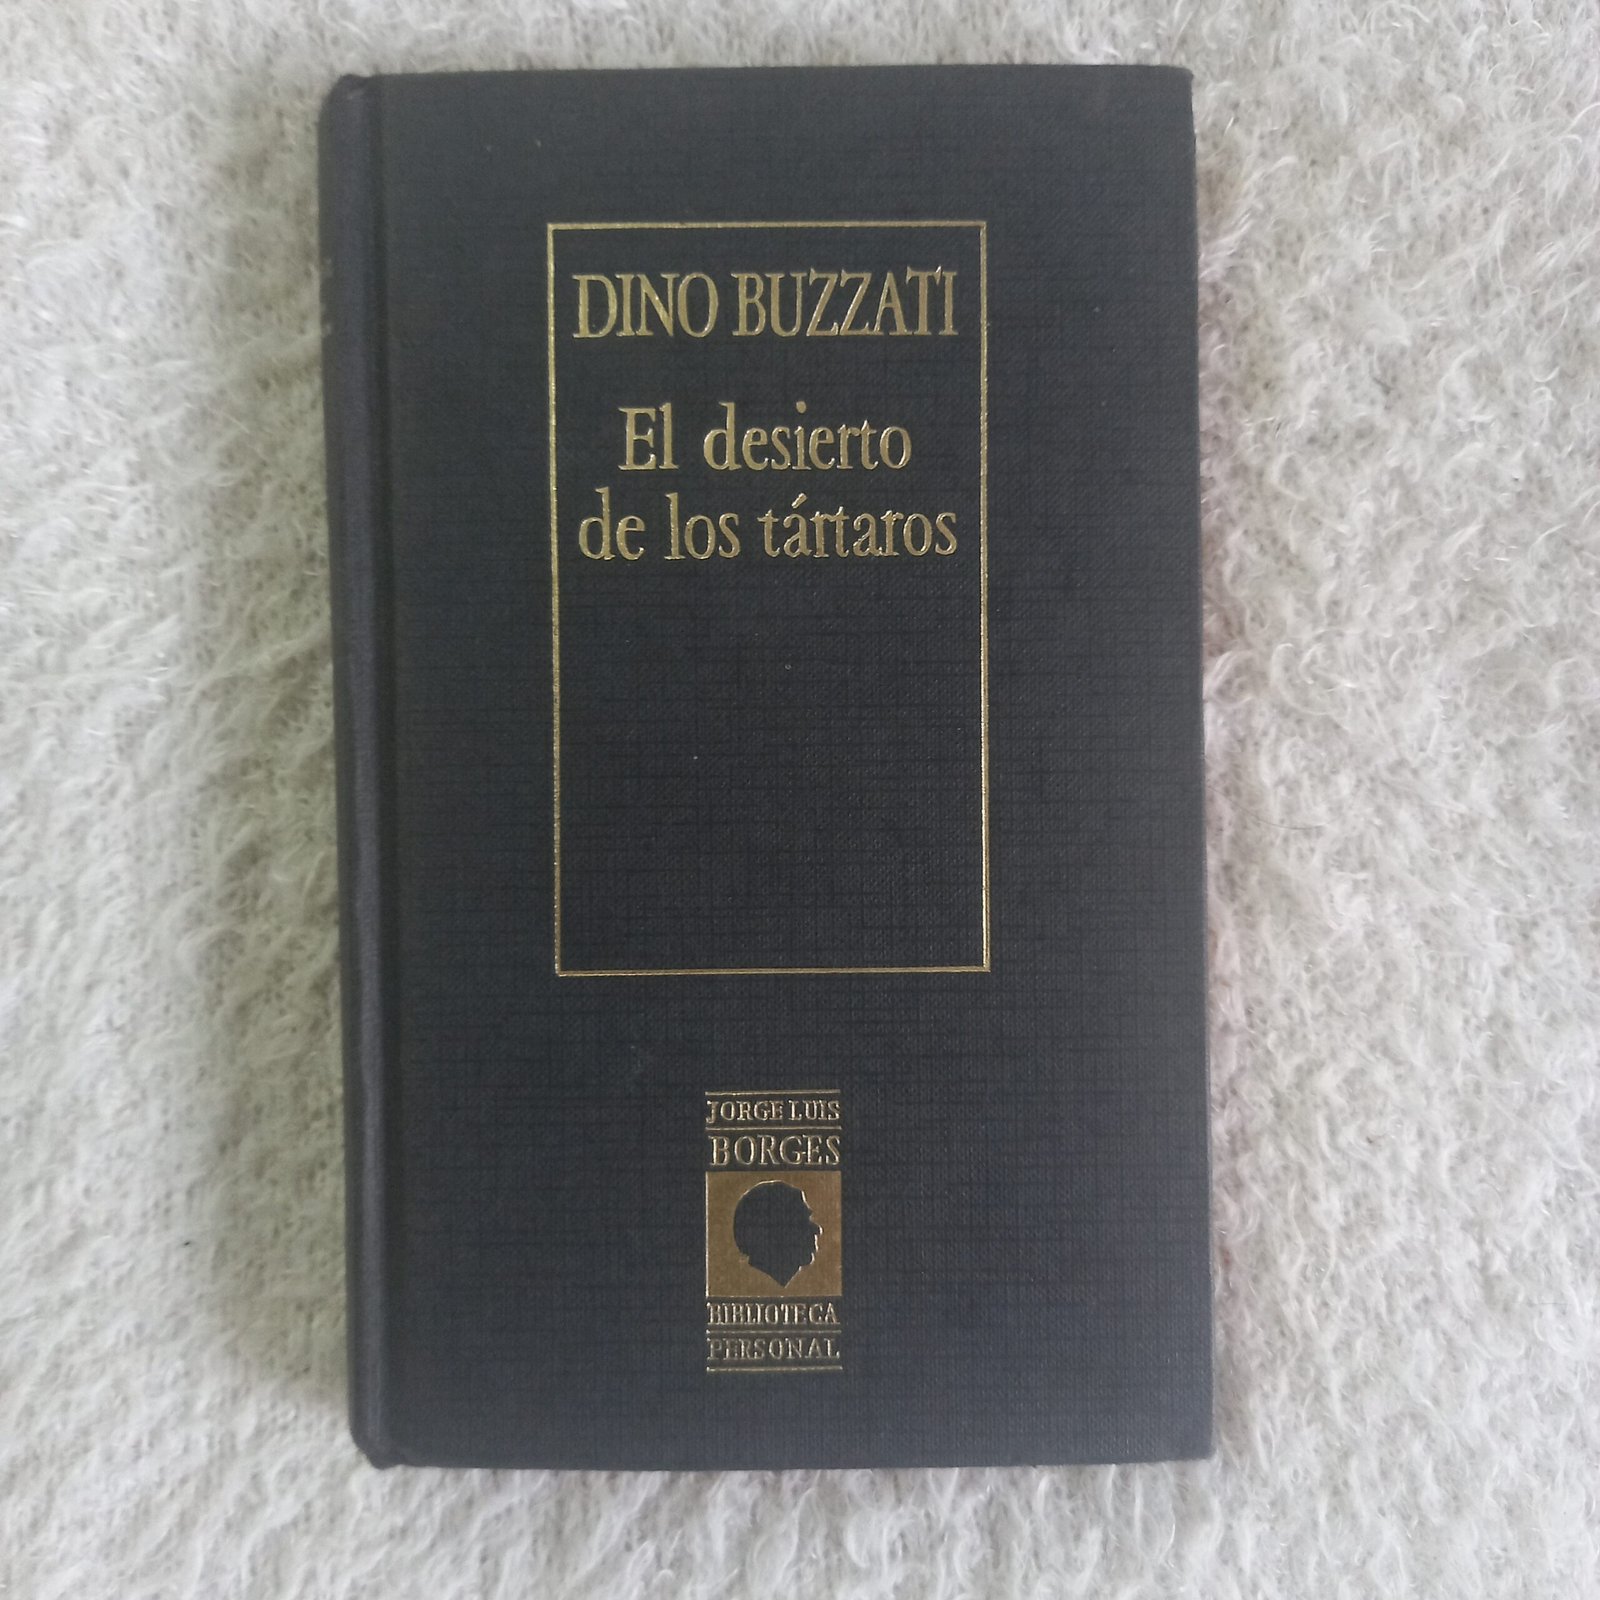 DINO BUZZATI
El desierto
de los tártaros
JORGE LUIS
BORGES
BIBLIOTECA
PERSONAL